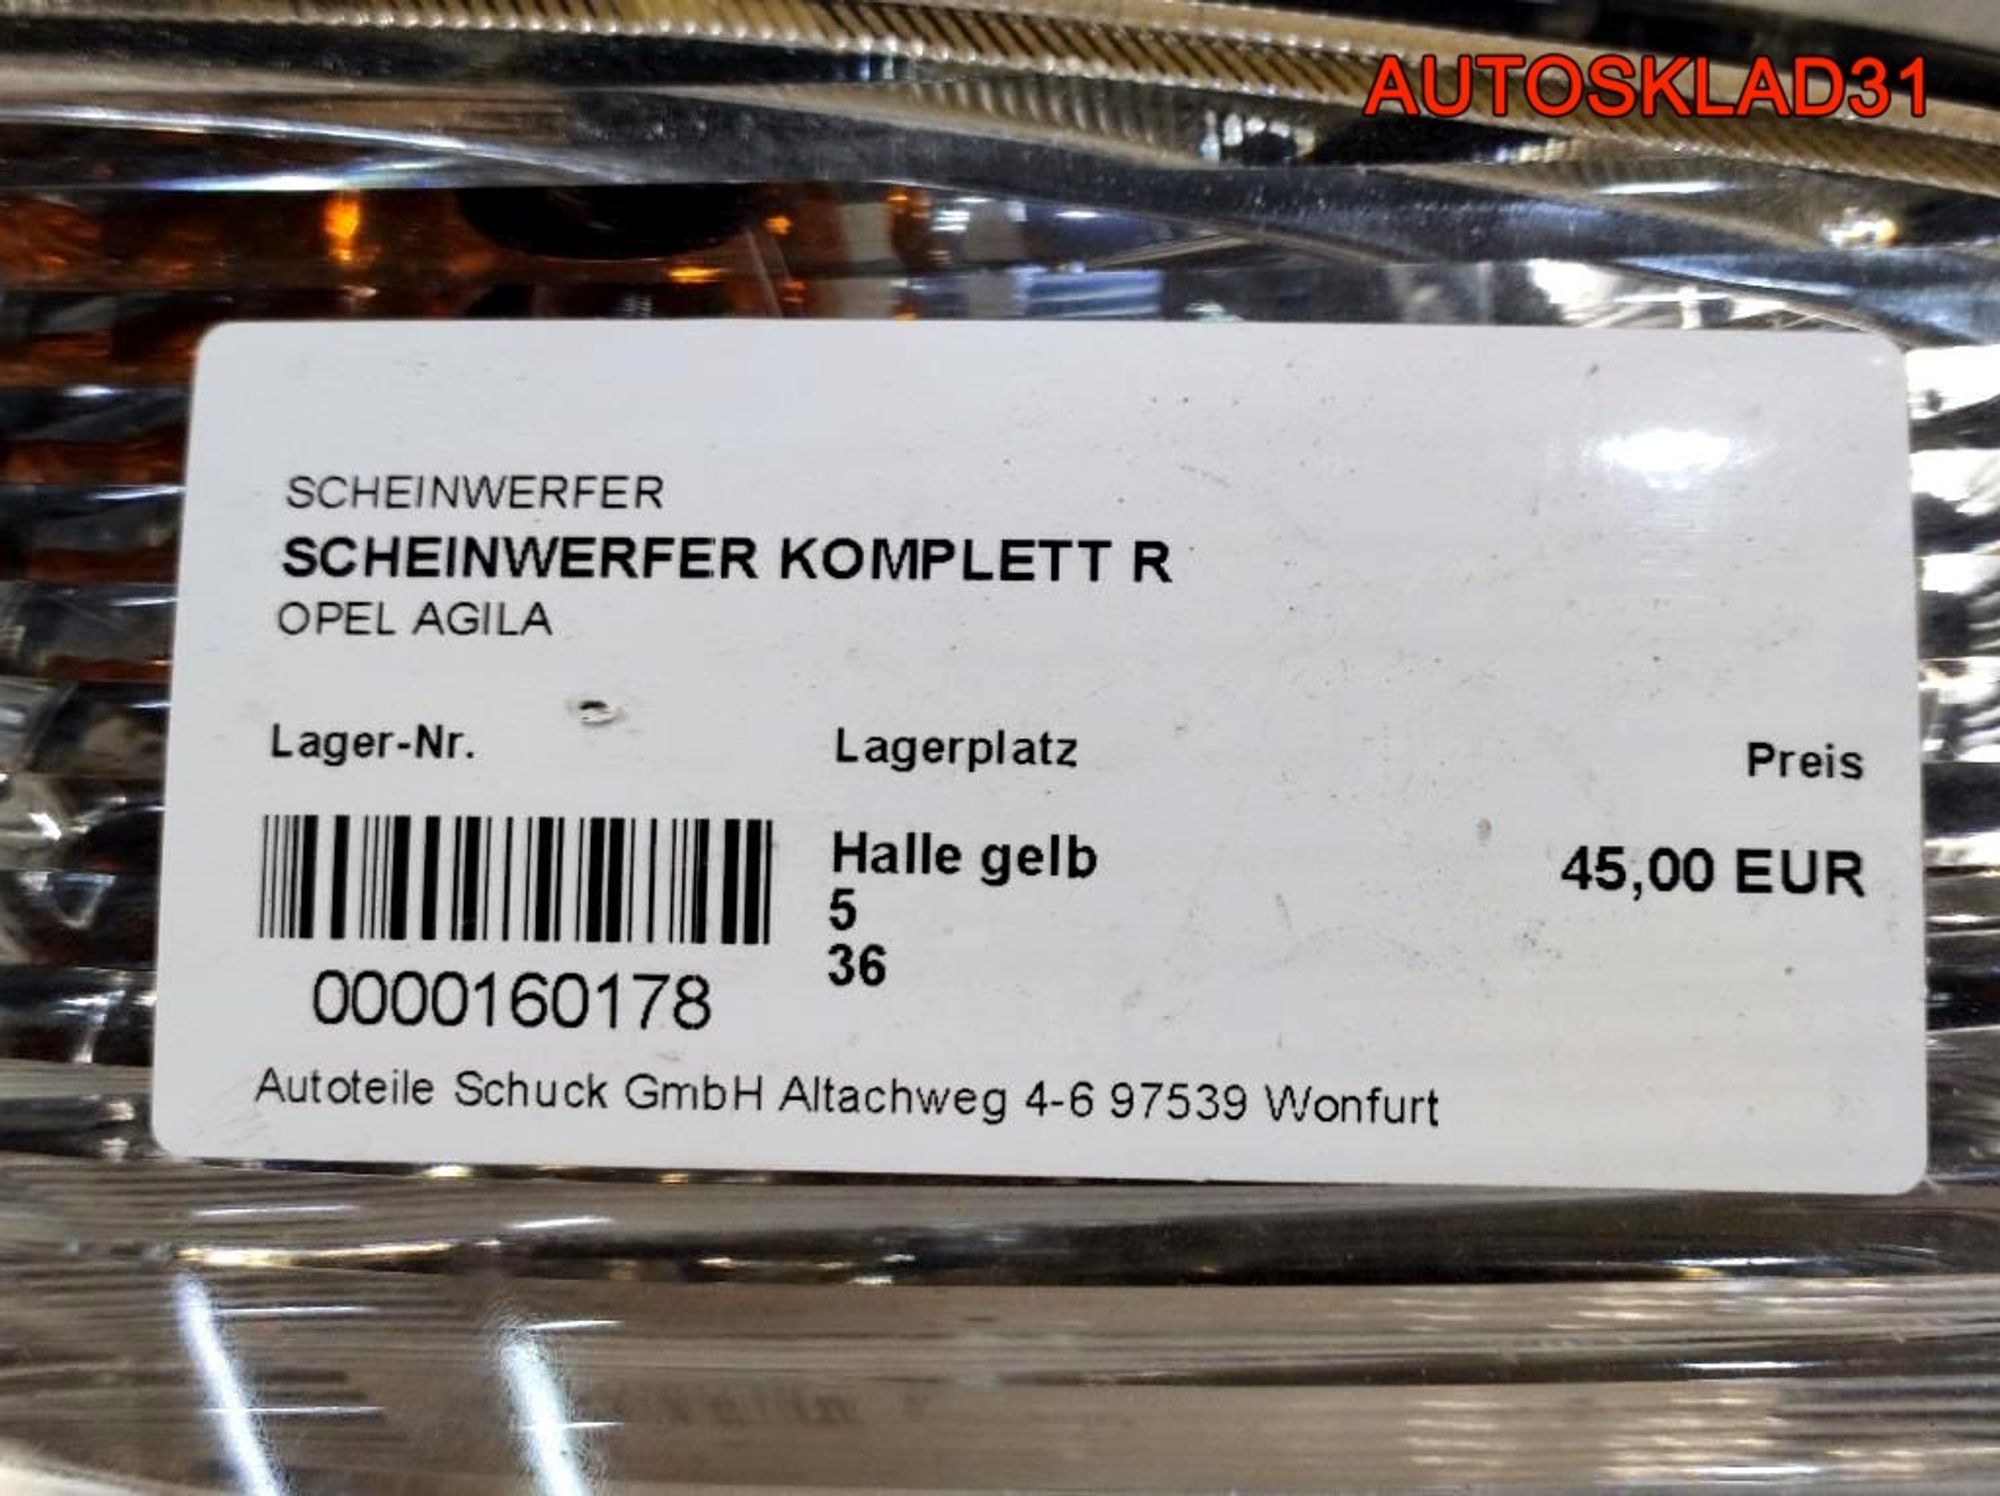 AUTOSKLAD31
SCHEINWERFER
SCHEINWERFER KOMPLETT R
OPEL AGILA
Lager-Nr. Lagerplatz Preis
Halle gelb 45,00 EUR
5
36
0000160178
Autoteile Schuck GmbH Altachweg 4-6 97539 Wonfurt